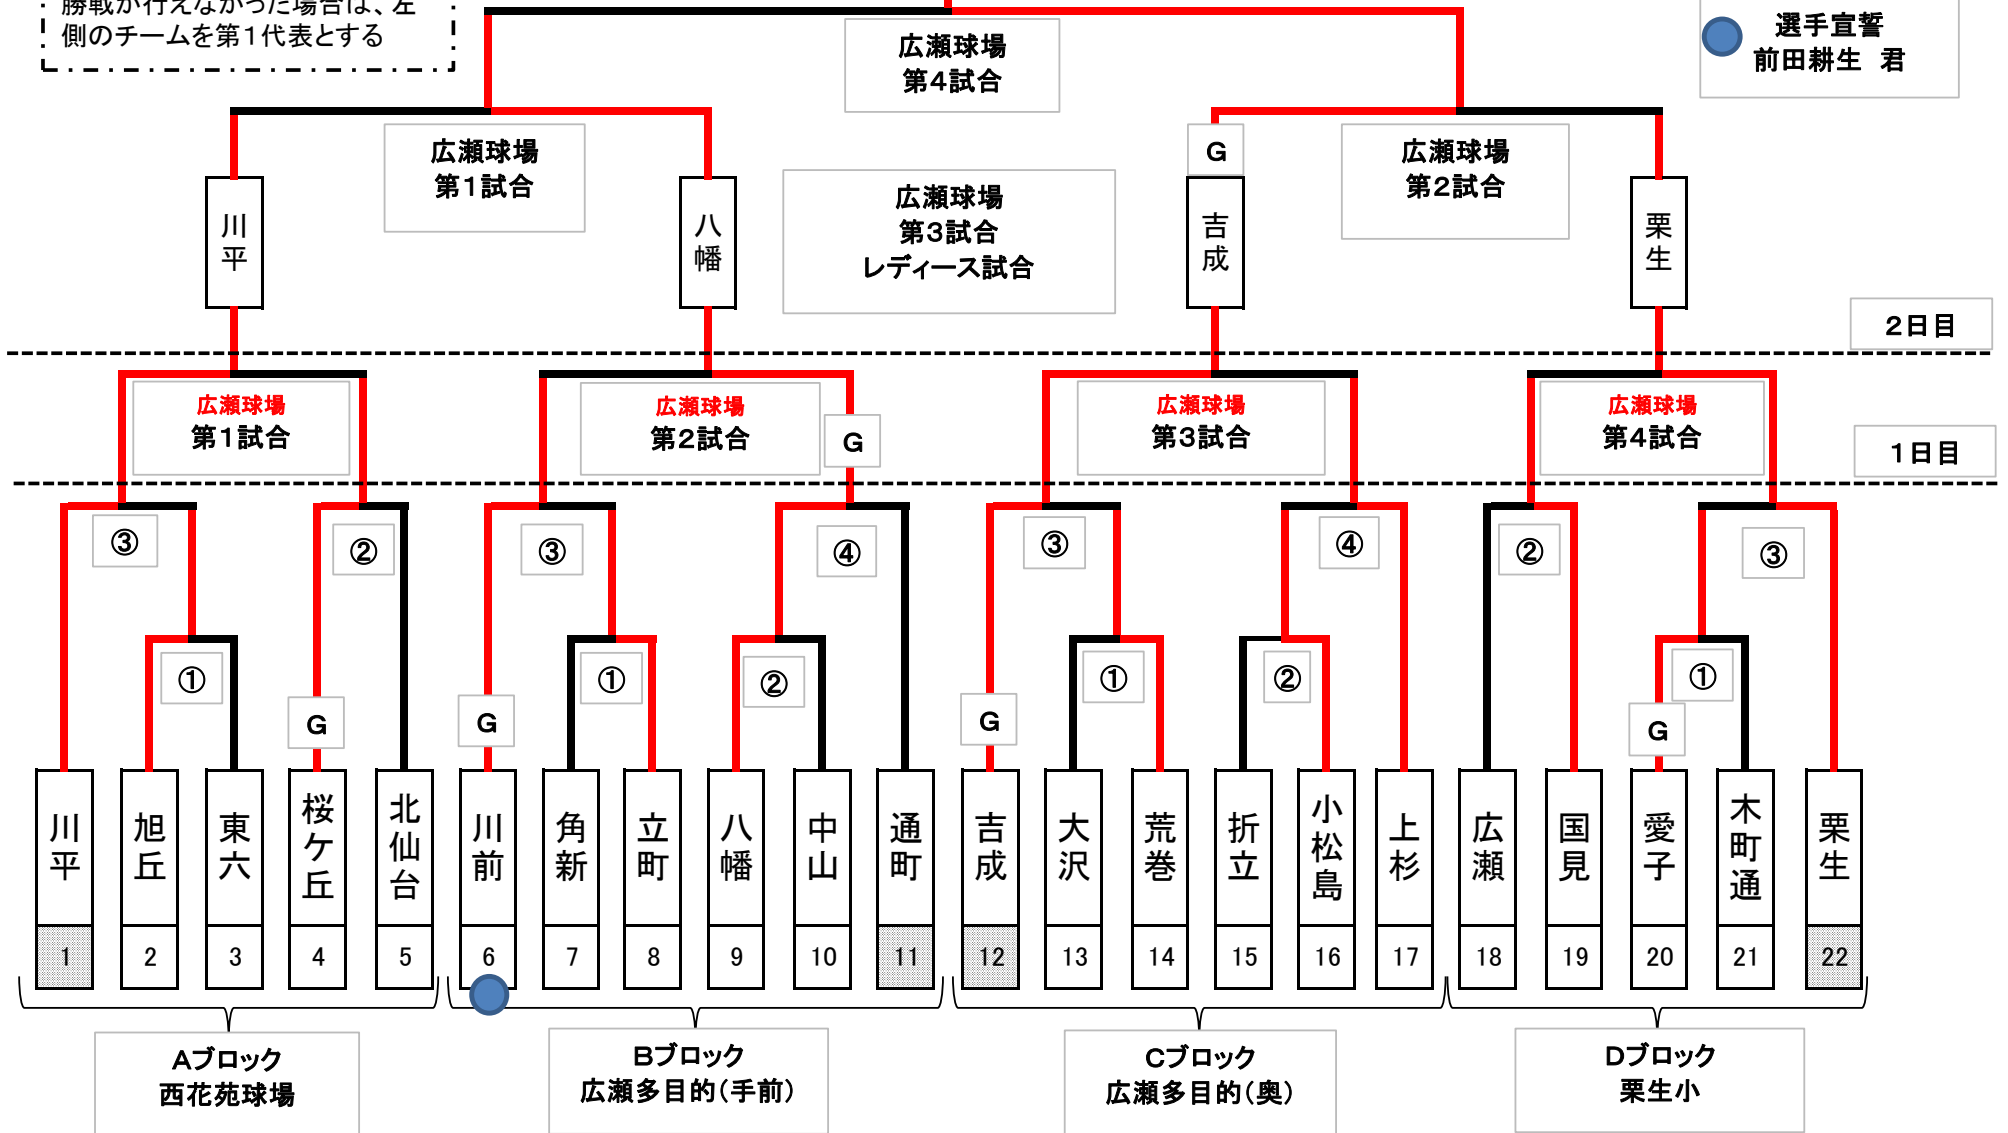 勝戦が行えなかった場合は、左
側のチームを第１代表とする
選手宣誓
前田耕生 君
広瀬球場
第4試合
広瀬球場
第１試合
G
広瀬球場
第2試合
広瀬球場
第3試合
レディース試合
川平
八幡
吉成
栗生
2日目
広瀬球場
第１試合
広瀬球場
第2試合
G
広瀬球場
第3試合
広瀬球場
第4試合
1日目
③
②
③
④
③
④
②
③
①
①
②
①
②
①
G
G
G
G
川平
旭丘
東六
桜ケ丘
北仙台
川前
角新
立町
八幡
中山
通町
吉成
大沢
荒巻
折立
小松島
上杉
広瀬
国見
愛子
木町通
栗生
1 2 3 4 5 6 7 8 9 10 11 12 13 14 15 16 17 18 19 20 21 22
Aブロック
西花苑球場
Bブロック
広瀬多目的(手前)
Cブロック
広瀬多目的(奥)
Dブロック
栗生小